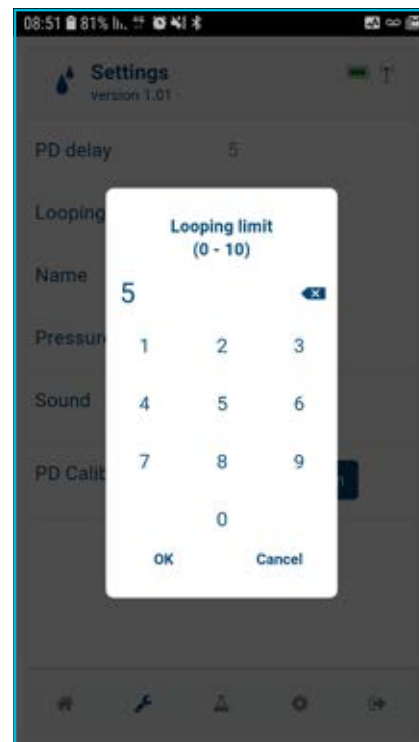 08:51 81%
Settings
version 1.01
PD delay 5
Looping
Looping limit
(0 - 10)
Name
5
Pressur
1 2 3
Sound
4 5 6
7 8 9
PD Calib
0
OK Cancel